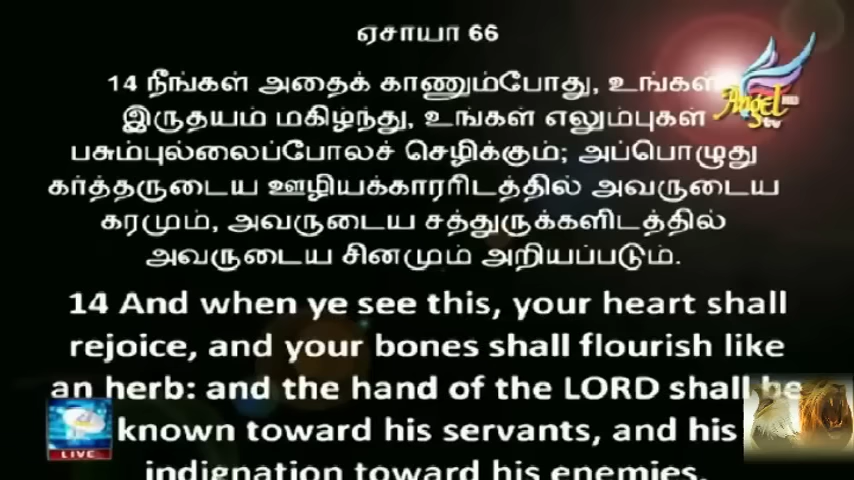 ஏசாயா 66
14 நீங்கள் அதைக் காணும்போது, உங்கள்
இருதயம் மகிழ்ந்து, உங்கள் எலும்புகள்
பசும்புல்லைப்போலச் செழிக்கும்; அப்பொழுது
கர்த்தருடைய ஊழியக்காரரிடத்தில் அவருடைய
கரமும், அவருடைய சத்துருக்களிடத்தில்
அவருடைய சினமும் அறியப்படும்.
14 And when ye see this, your heart shall
rejoice, and your bones shall flourish like
an herb: and the hand of the LORD shall be
known toward his servants, and his
indignation toward his enemies.
Angel
tv HD
LIVE